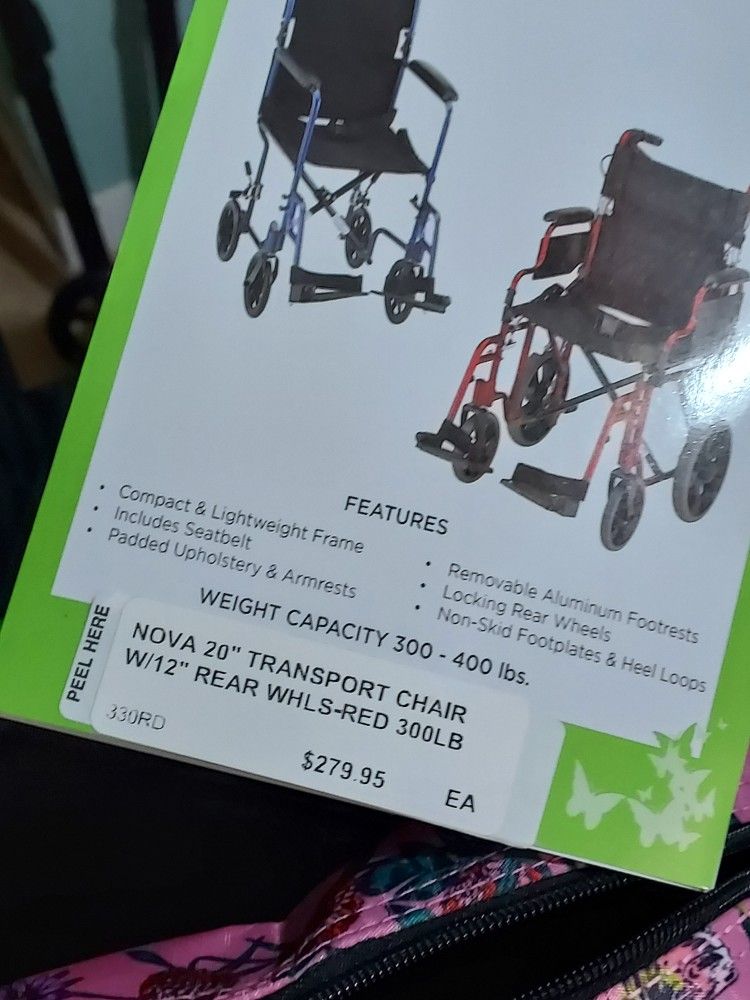 FEATURES
• Compact & Lightweight Frame
• Includes Seatbelt
• Padded Upholstery & Armrests
• Removable Aluminum Footrests
• Locking Rear Wheels
• Non-Skid Footplates & Heel Loops
WEIGHT CAPACITY 300 - 400 lbs.
PEEL HERE
NOVA 20" TRANSPORT CHAIR
W/12" REAR WHLS-RED 300LB
330RD
$279.95 EA